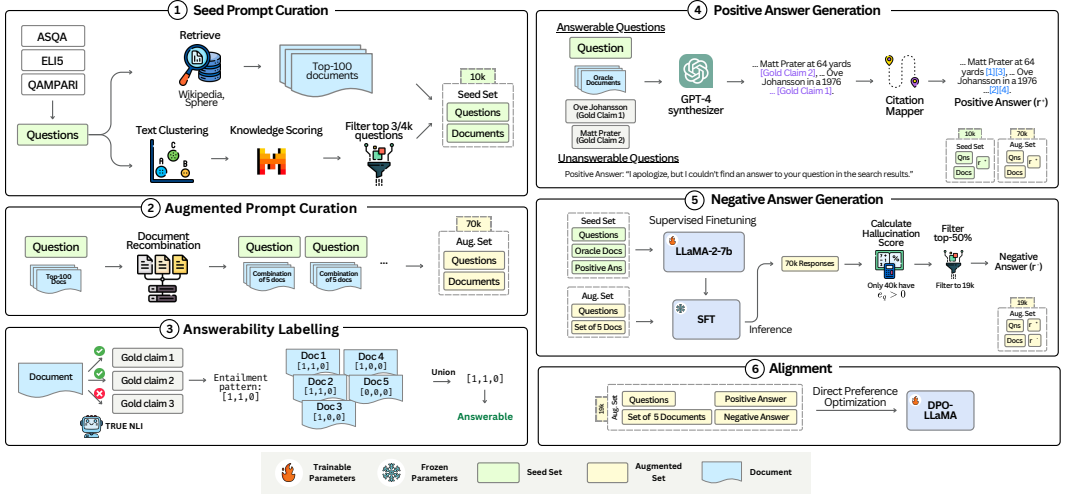 1 Seed Prompt Curation
ASQA
ELI5
QAMPARI
Questions
Retrieve
Wikipedia,
Sphere
Top-100
documents
Text Clustering
A
B
C
Knowledge Scoring
Filter top 3/4k
questions
10k
Seed Set
Questions
Documents
2 Augmented Prompt Curation
Question
Top-100
Docs
Document
Recombination
Question
Combination
of 5 docs
Question
Combination
of 5 docs
...
70k
Aug. Set
Questions
Documents
3 Answerability Labelling
Document
Gold claim 1
Gold claim 2
Gold claim 3
TRUE NLI
Entailment
pattern:
[1,1,0]
Doc 1
[1,1,0]
Doc 4
[1,0,0]
Doc 2
[1,1,0]
Doc 5
[0,0,0]
Doc 3
[1,0,0]
Union
[1,1,0]
Answerable
4 Positive Answer Generation
Answerable Questions
Question
Oracle Documents
Ove Johansson
(Gold Claim 1)
Matt Prater
(Gold Claim 2)
GPT-4
synthesizer
... Matt Prater at 64 yards
[Gold Claim 2], ... Ove
Johansson in a 1976
... [Gold Claim 1].
Citation
Mapper
... Matt Prater at 64
yards [1][3], ... Ove
Johansson in a 1976
...[2][4].
Positive Answer (r⁺)
10k
Seed Set
Qns
Docs
r⁺
70k
Aug. Set
Qns
Docs
r⁺
Unanswerable Questions
Positive Answer: “I apologize, but I couldn’t find an answer to your question in the search results.”
5 Negative Answer Generation
Seed Set
Questions
Oracle Docs
Positive Ans
Supervised Finetuning
LLaMA-2-7b
Aug. Set
Questions
Set of 5 Docs
SFT
Inference
70k Responses
Calculate
Hallucination
Score
Only 40k have
e_q > 0
Filter
top-50%
Filter to 19k
Negative
Answer (r⁻)
19k
Aug. Set
Qns
r⁺
Docs
r⁻
6 Alignment
19k
Aug. Set
Questions
Positive Answer
Set of 5 Documents
Negative Answer
Direct Preference
Optimization
DPO-
LLaMA
Trainable
Parameters
Frozen
Parameters
Seed Set
Augmented
Set
Document